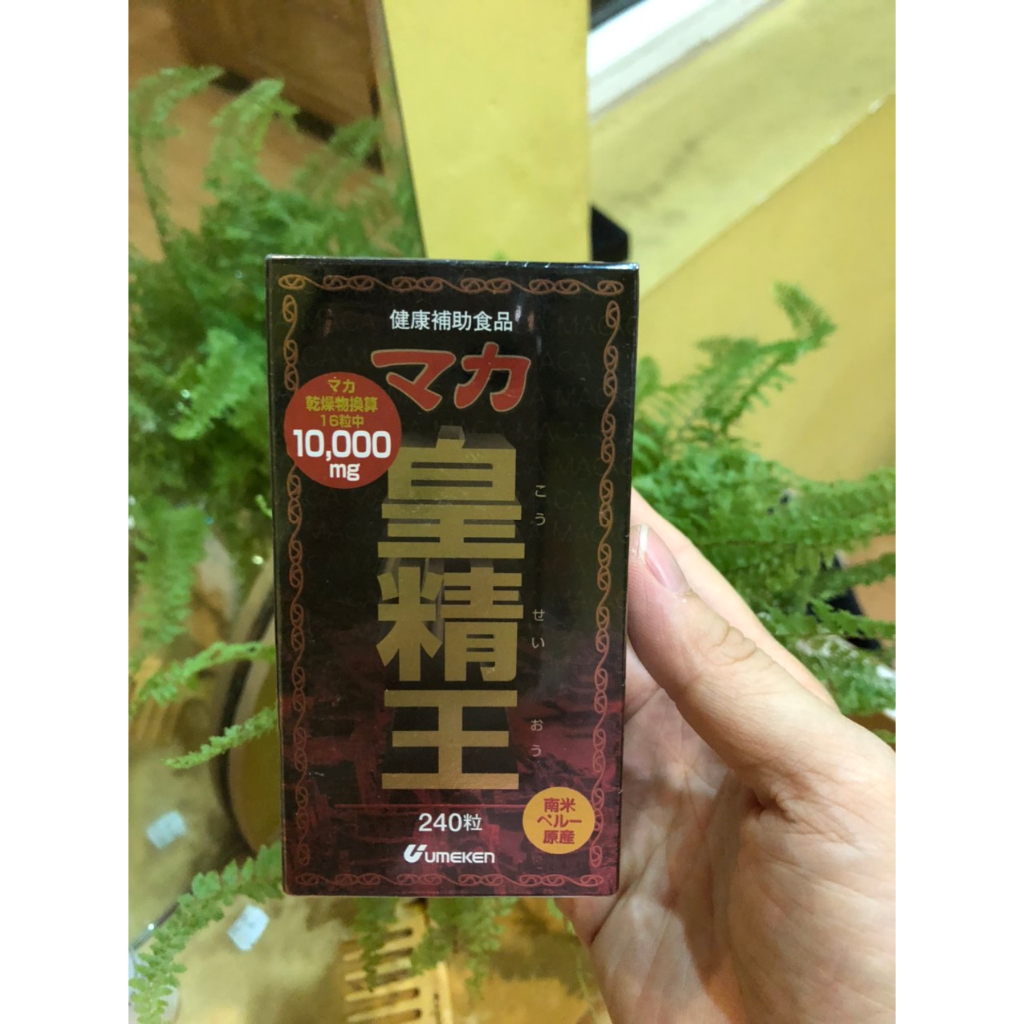 健康補助食品
マカ
マカ
乾燥物換算
16粒中
10,000
mg
皇精王
こうせいおう
240粒
南米
ペルー
原産
UMEKEN